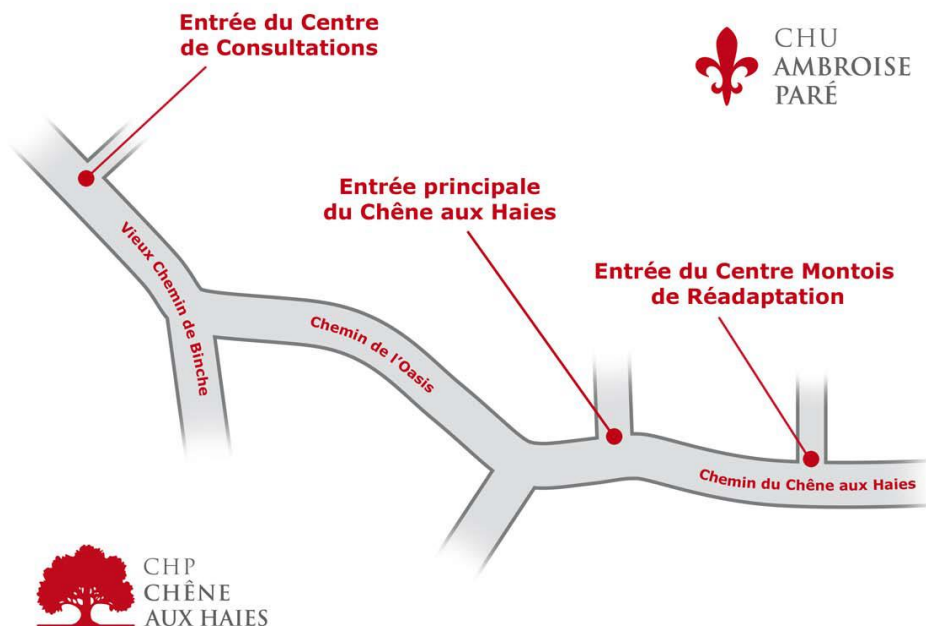 Entrée du Centre
de Consultations
CHU
AMBROISE
PARÉ
Entrée principale
du Chêne aux Haies
Entrée du Centre Montois
de Réadaptation
Vieux Chemin de Binche
Chemin de l'Oasis
Chemin du Chêne aux Haies
CHP
CHÊNE
AUX HAIES